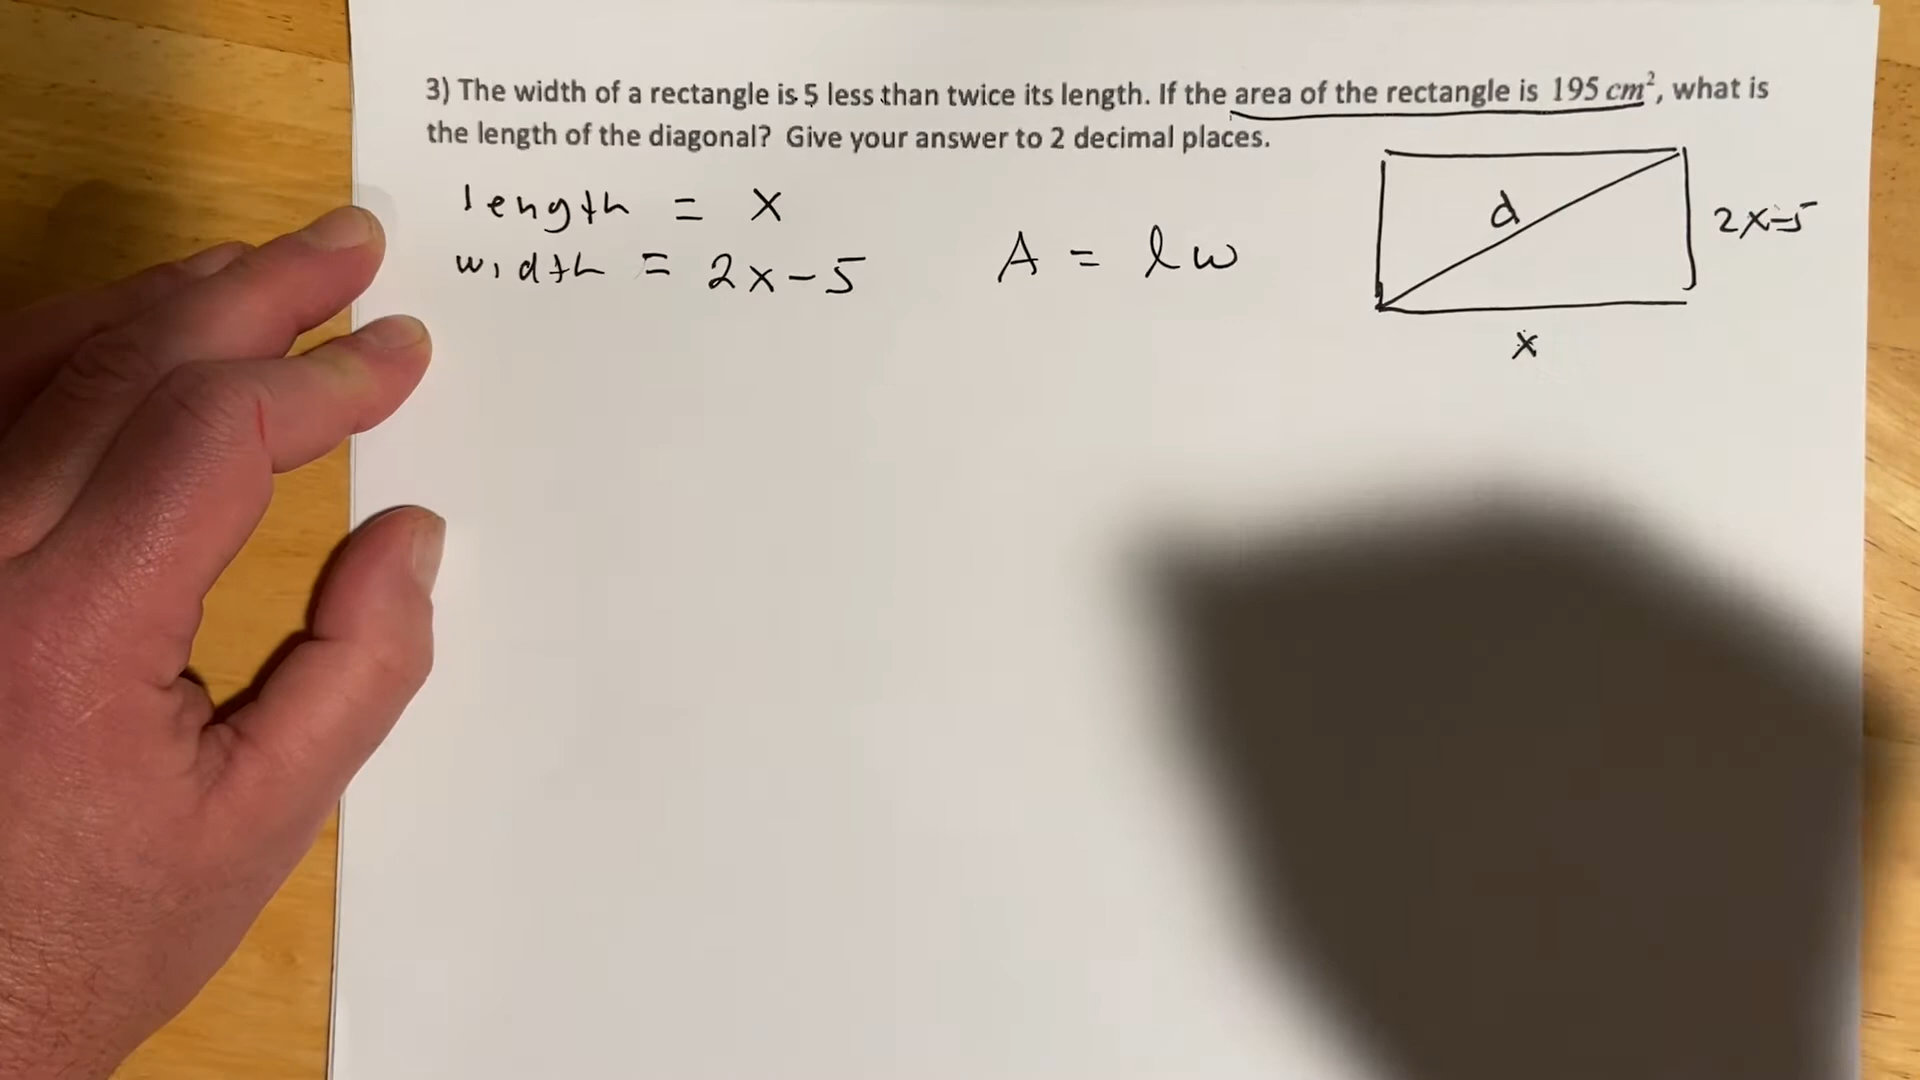 3) The width of a rectangle is 5 less than twice its length. If the area of the rectangle is 195 cm², what is
the length of the diagonal? Give your answer to 2 decimal places.
length = x
width = 2x-5
A = lw
d
2x-5
x